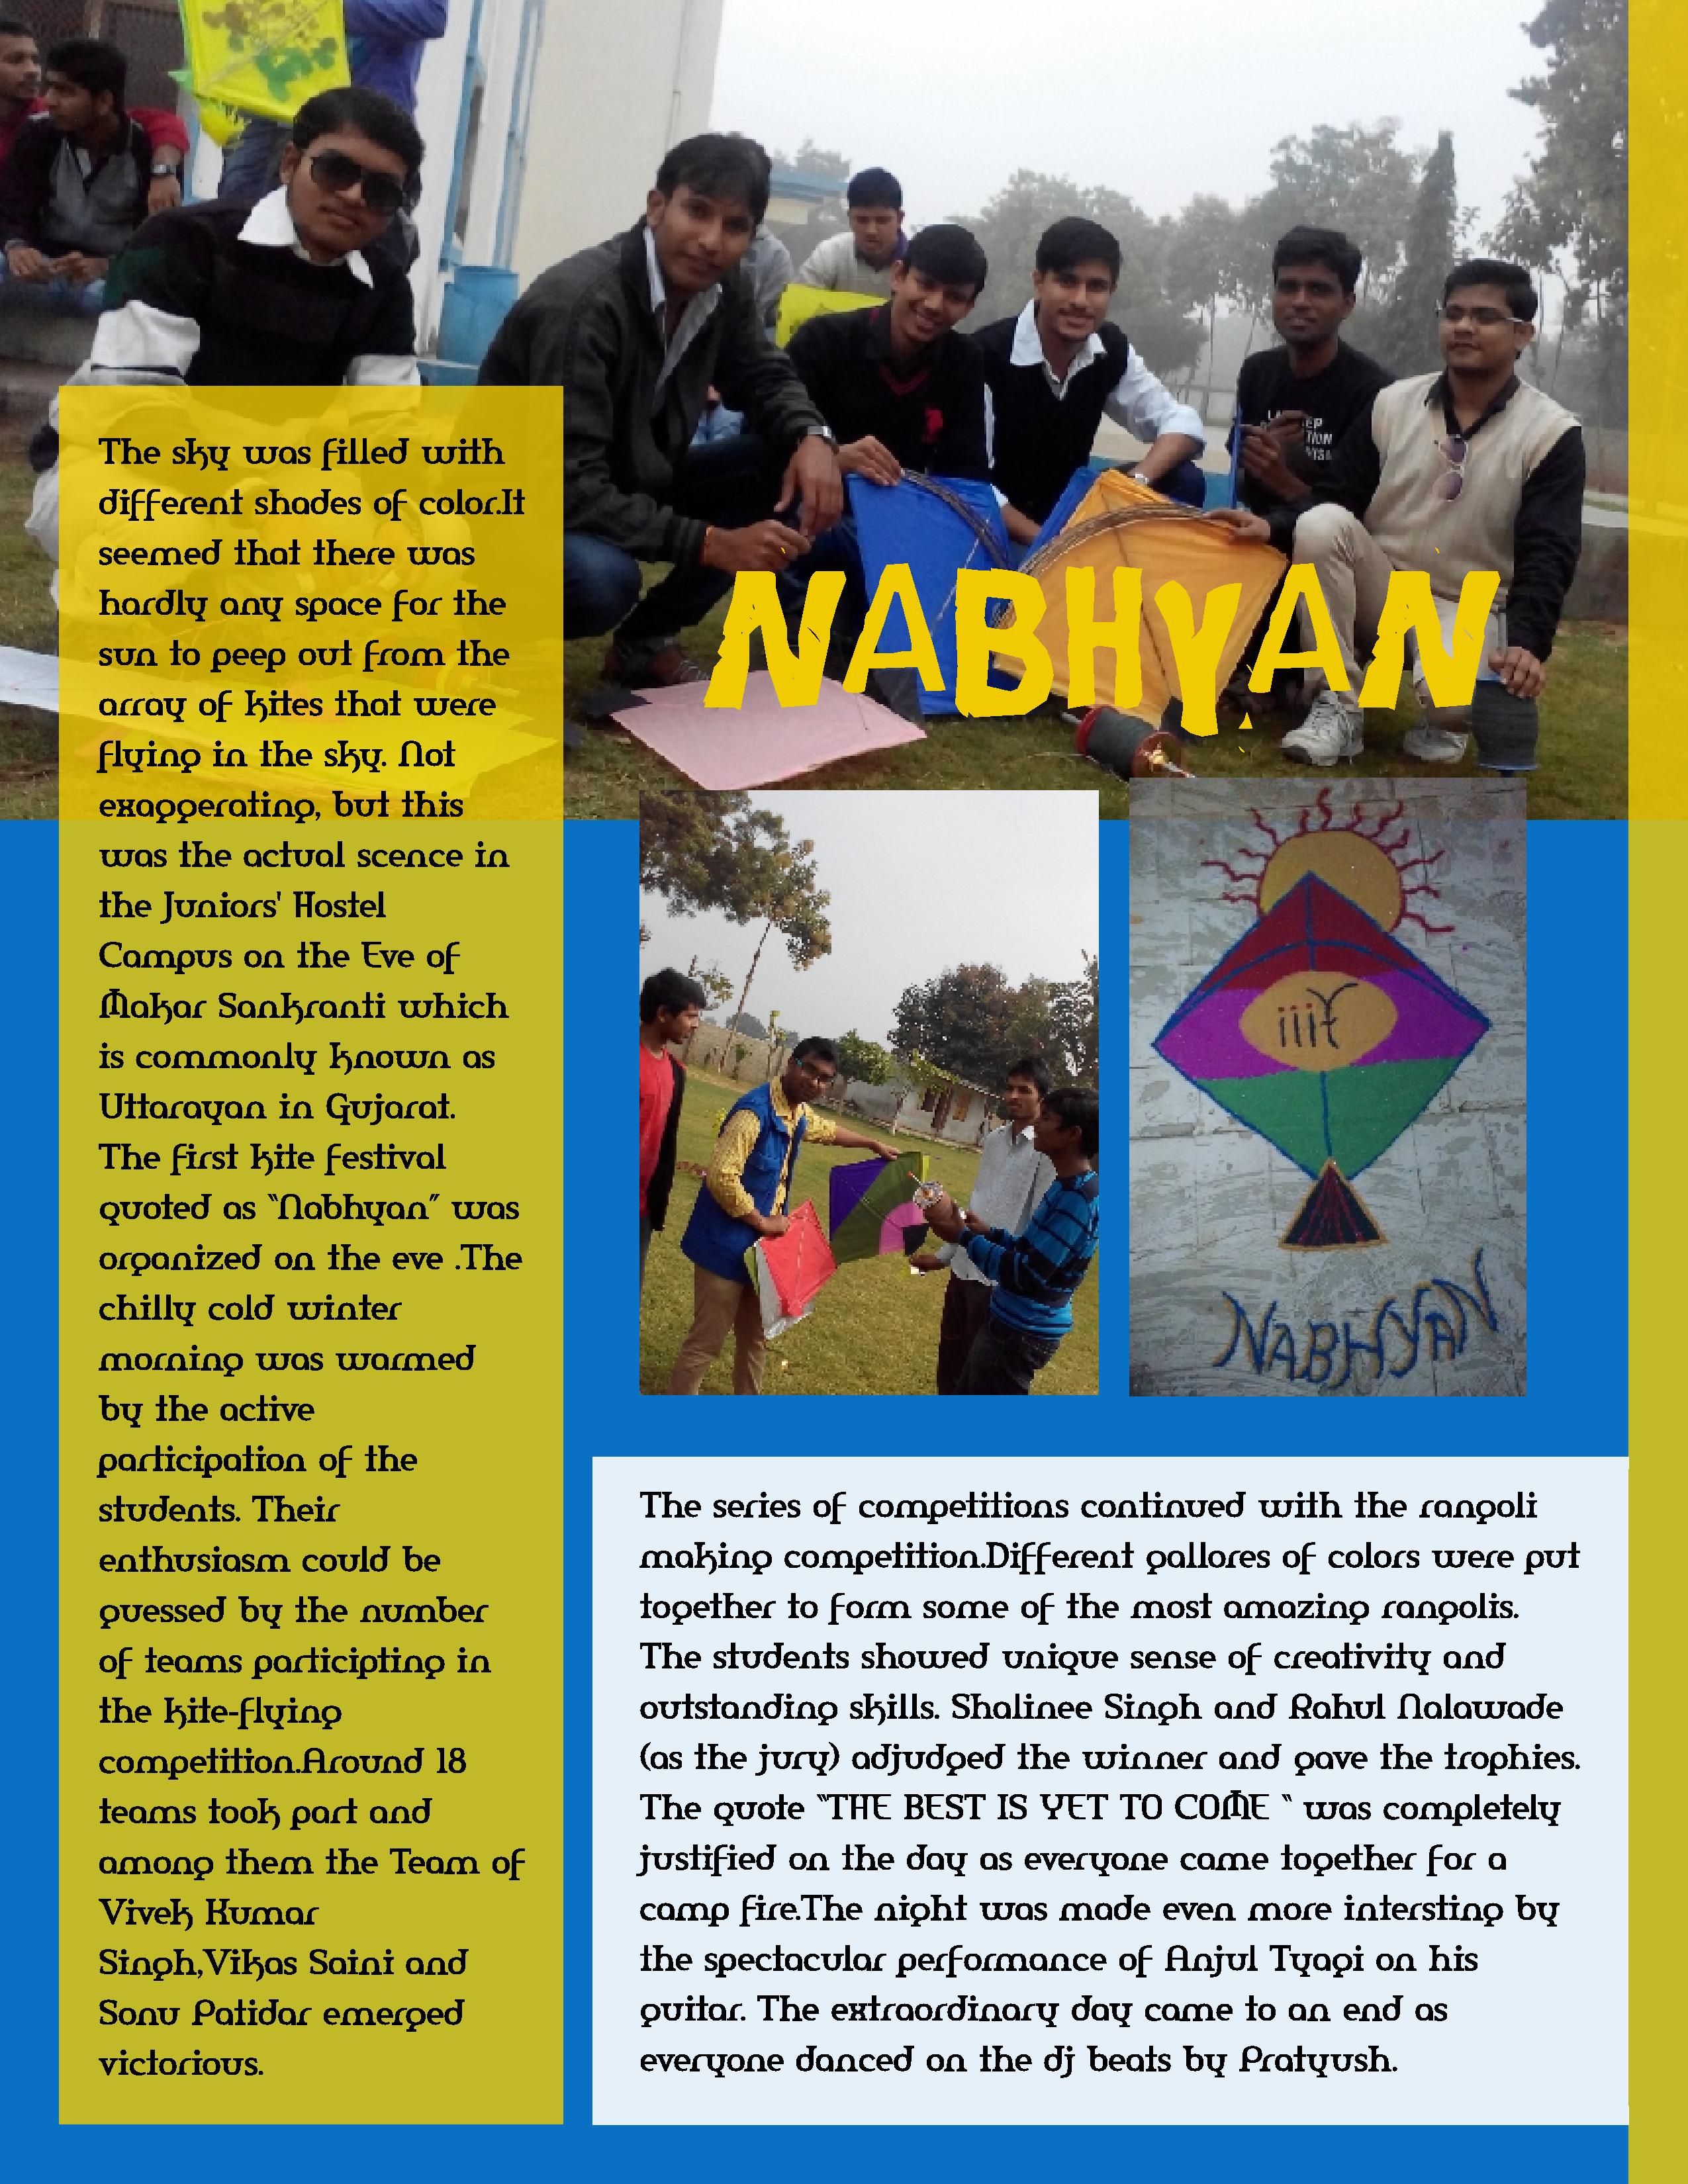 NABHYAN
The sky was filled with
different shades of color.It
seemed that there was
hardly any space for the
sun to peep out from the
array of kites that were
flying in the sky. Not
exaggerating, but this
was the actual scence in
the Juniors' Hostel
Campus on the Eve of
Makar Sankranti which
is commonly known as
Uttarayan in Gujarat.
The first kite festival
quoted as "Nabhyan" was
organized on the eve .The
chilly cold winter
morning was warmed
by the active
participation of the
students. Their
enthusiasm could be
guessed by the number
of teams participting in
the kite-flying
competition.Around 18
teams took part and
among them the Team of
Vivek Kumar
Singh,Vikas Saini and
Sonu Patidar emerged
victorious.
iiit
NABHYAN
The series of competitions continued with the rangoli
making competition.Different gallores of colors were put
together to form some of the most amazing rangolis.
The students showed unique sense of creativity and
outstanding skills. Shalinee Singh and Rahul Nalawade
(as the jury) adjudged the winner and gave the trophies.
The quote "THE BEST IS YET TO COME " was completely
justified on the day as everyone came together for a
camp fire.The night was made even more intersting by
the spectacular performance of Anjul Tyagi on his
guitar. The extraordinary day came to an end as
everyone danced on the dj beats by Pratyush.